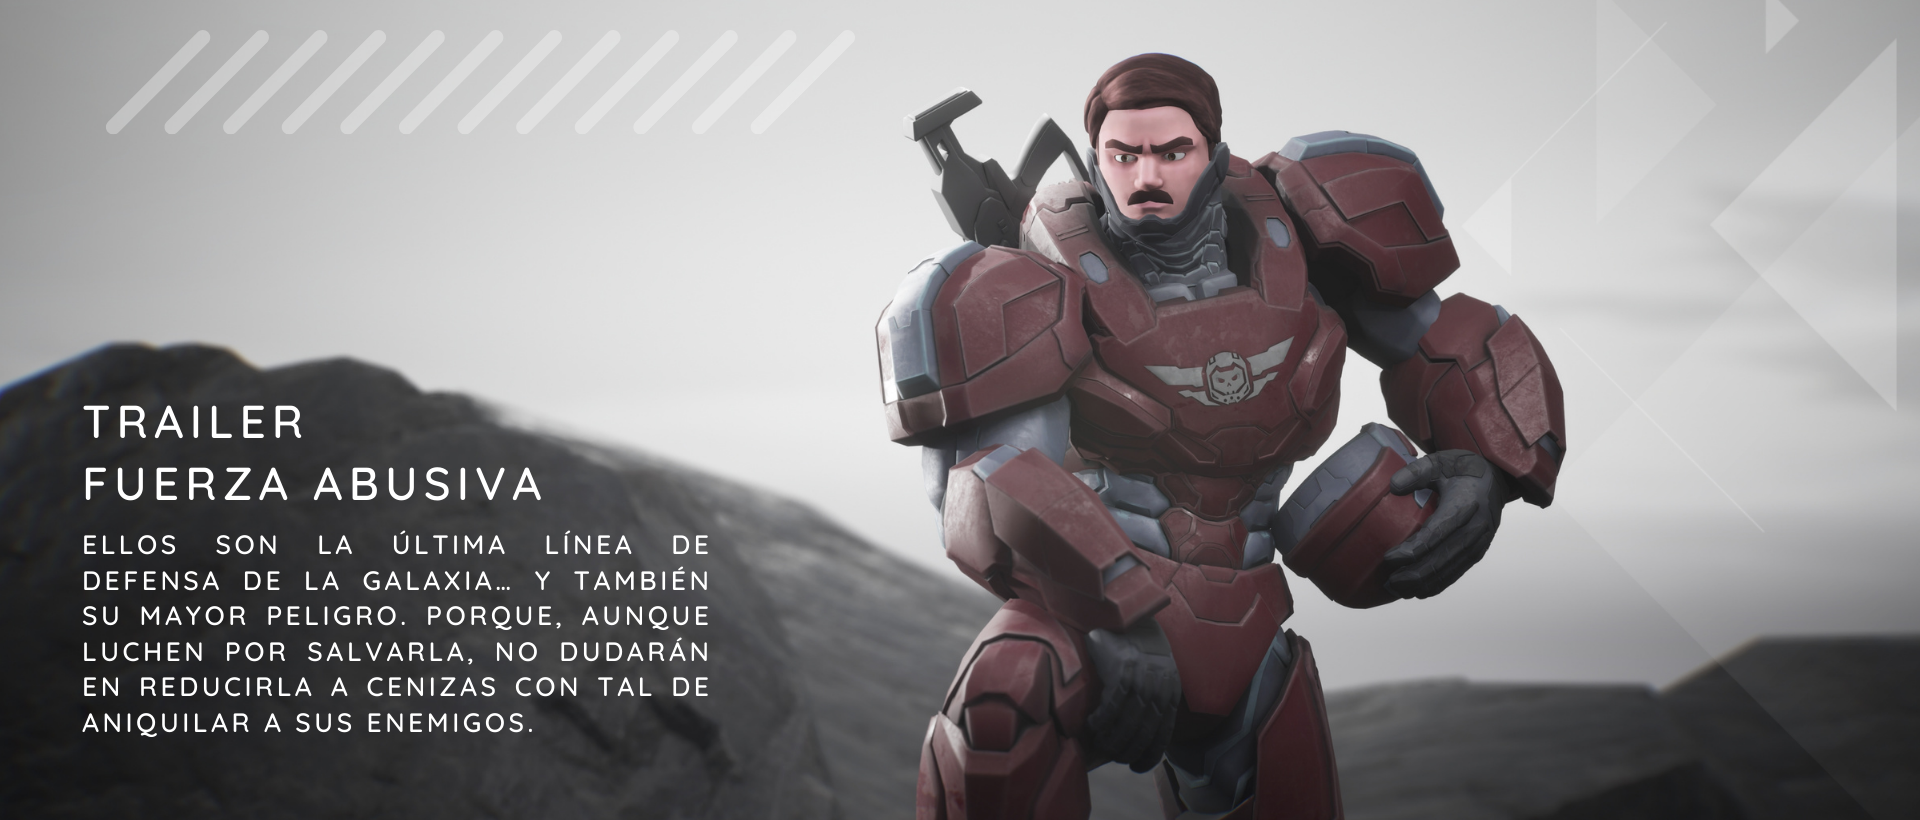 TRAILER
FUERZA ABUSIVA
ELLOS SON LA ÚLTIMA LÍNEA DE
DEFENSA DE LA GALAXIA... Y TAMBIÉN
SU MAYOR PELIGRO. PORQUE, AUNQUE
LUCHEN POR SALVARLA, NO DUDARÁN
EN REDUCIRLA A CENIZAS CON TAL DE
ANIQUILAR A SUS ENEMIGOS.